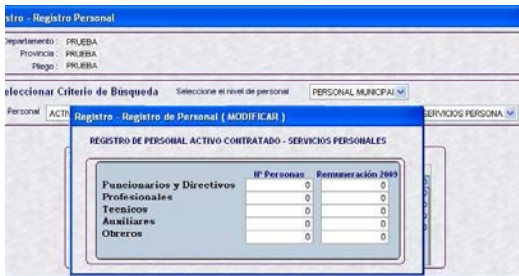 stro - Registro Personal
Departamento : PRUEBA
Provincia : PRUEBA
Pliego : PRUEBA
eleccionar Criterio de Búsqueda Seleccione el nivel de personal PERSONAL MUNICIPAL
Personal ACTI SERVICIOS PERSONA
Registro - Registro de Personal ( MODIFICAR )
REGISTRO DE PERSONAL ACTIVO CONTRATADO - SERVICIOS PERSONALES
Nº Personas Remuneración 2009
Funcionarios y Directivos 0 0
Profesionales 0 0
Tecnicos 0 0
Auxiliares 0 0
Obreros 0 0